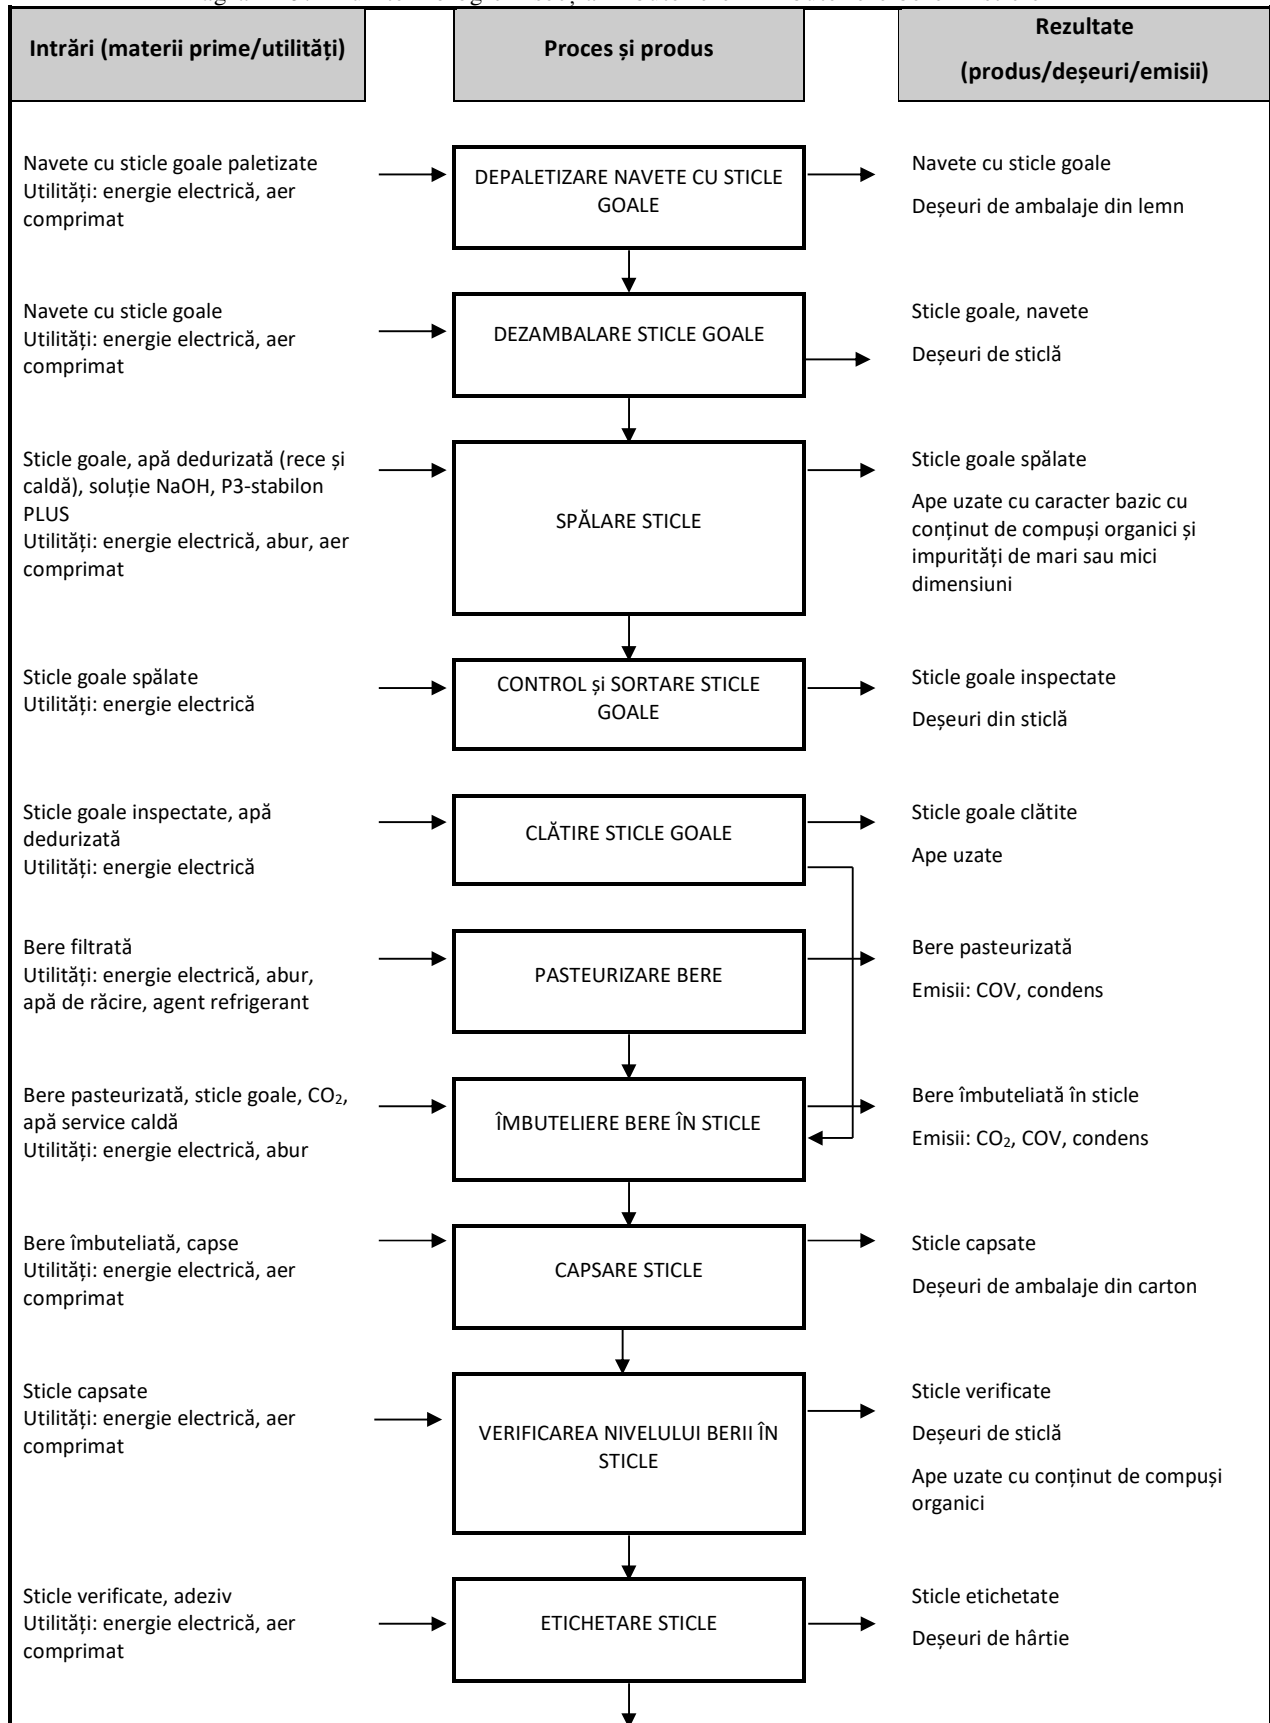 Intrări (materii prime/utilități)
Proces și produs
Rezultate
(produs/deșeuri/emisii)
Navete cu sticle goale paletizate
Utilități: energie electrică, aer
comprimat
DEPALETIZARE NAVETE CU STICLE
GOALE
Navete cu sticle goale
Deșeuri de ambalaje din lemn
Navete cu sticle goale
Utilități: energie electrică, aer
comprimat
DEZAMBALARE STICLE GOALE
Sticle goale, navete
Deșeuri de sticlă
Sticle goale, apă dedurizată (rece și
caldă), soluție NaOH, P3-stabilon
PLUS
Utilități: energie electrică, abur, aer
comprimat
SPĂLARE STICLE
Sticle goale spălate
Ape uzate cu caracter bazic cu
conținut de compuși organici și
impurități de mari sau mici
dimensiuni
Sticle goale spălate
Utilități: energie electrică
CONTROL și SORTARE STICLE
GOALE
Sticle goale inspectate
Deșeuri din sticlă
Sticle goale inspectate, apă
dedurizată
Utilități: energie electrică
CLĂTIRE STICLE GOALE
Sticle goale clătite
Ape uzate
Bere filtrată
Utilități: energie electrică, abur,
apă de răcire, agent refrigerant
PASTEURIZARE BERE
Bere pasteurizată
Emisii: COV, condens
Bere pasteurizată, sticle goale, CO₂,
apă service caldă
Utilități: energie electrică, abur
ÎMBUTELIERE BERE ÎN STICLE
Bere îmbuteliată în sticle
Emisii: CO₂, COV, condens
Bere îmbuteliată, capse
Utilități: energie electrică, aer
comprimat
CAPSARE STICLE
Sticle capsate
Deșeuri de ambalaje din carton
Sticle capsate
Utilități: energie electrică, aer
comprimat
VERIFICAREA NIVELULUI BERII ÎN
STICLE
Sticle verificate
Deșeuri de sticlă
Ape uzate cu conținut de compuși
organici
Sticle verificate, adeziv
Utilități: energie electrică, aer
comprimat
ETICHETARE STICLE
Sticle etichetate
Deșeuri de hârtie